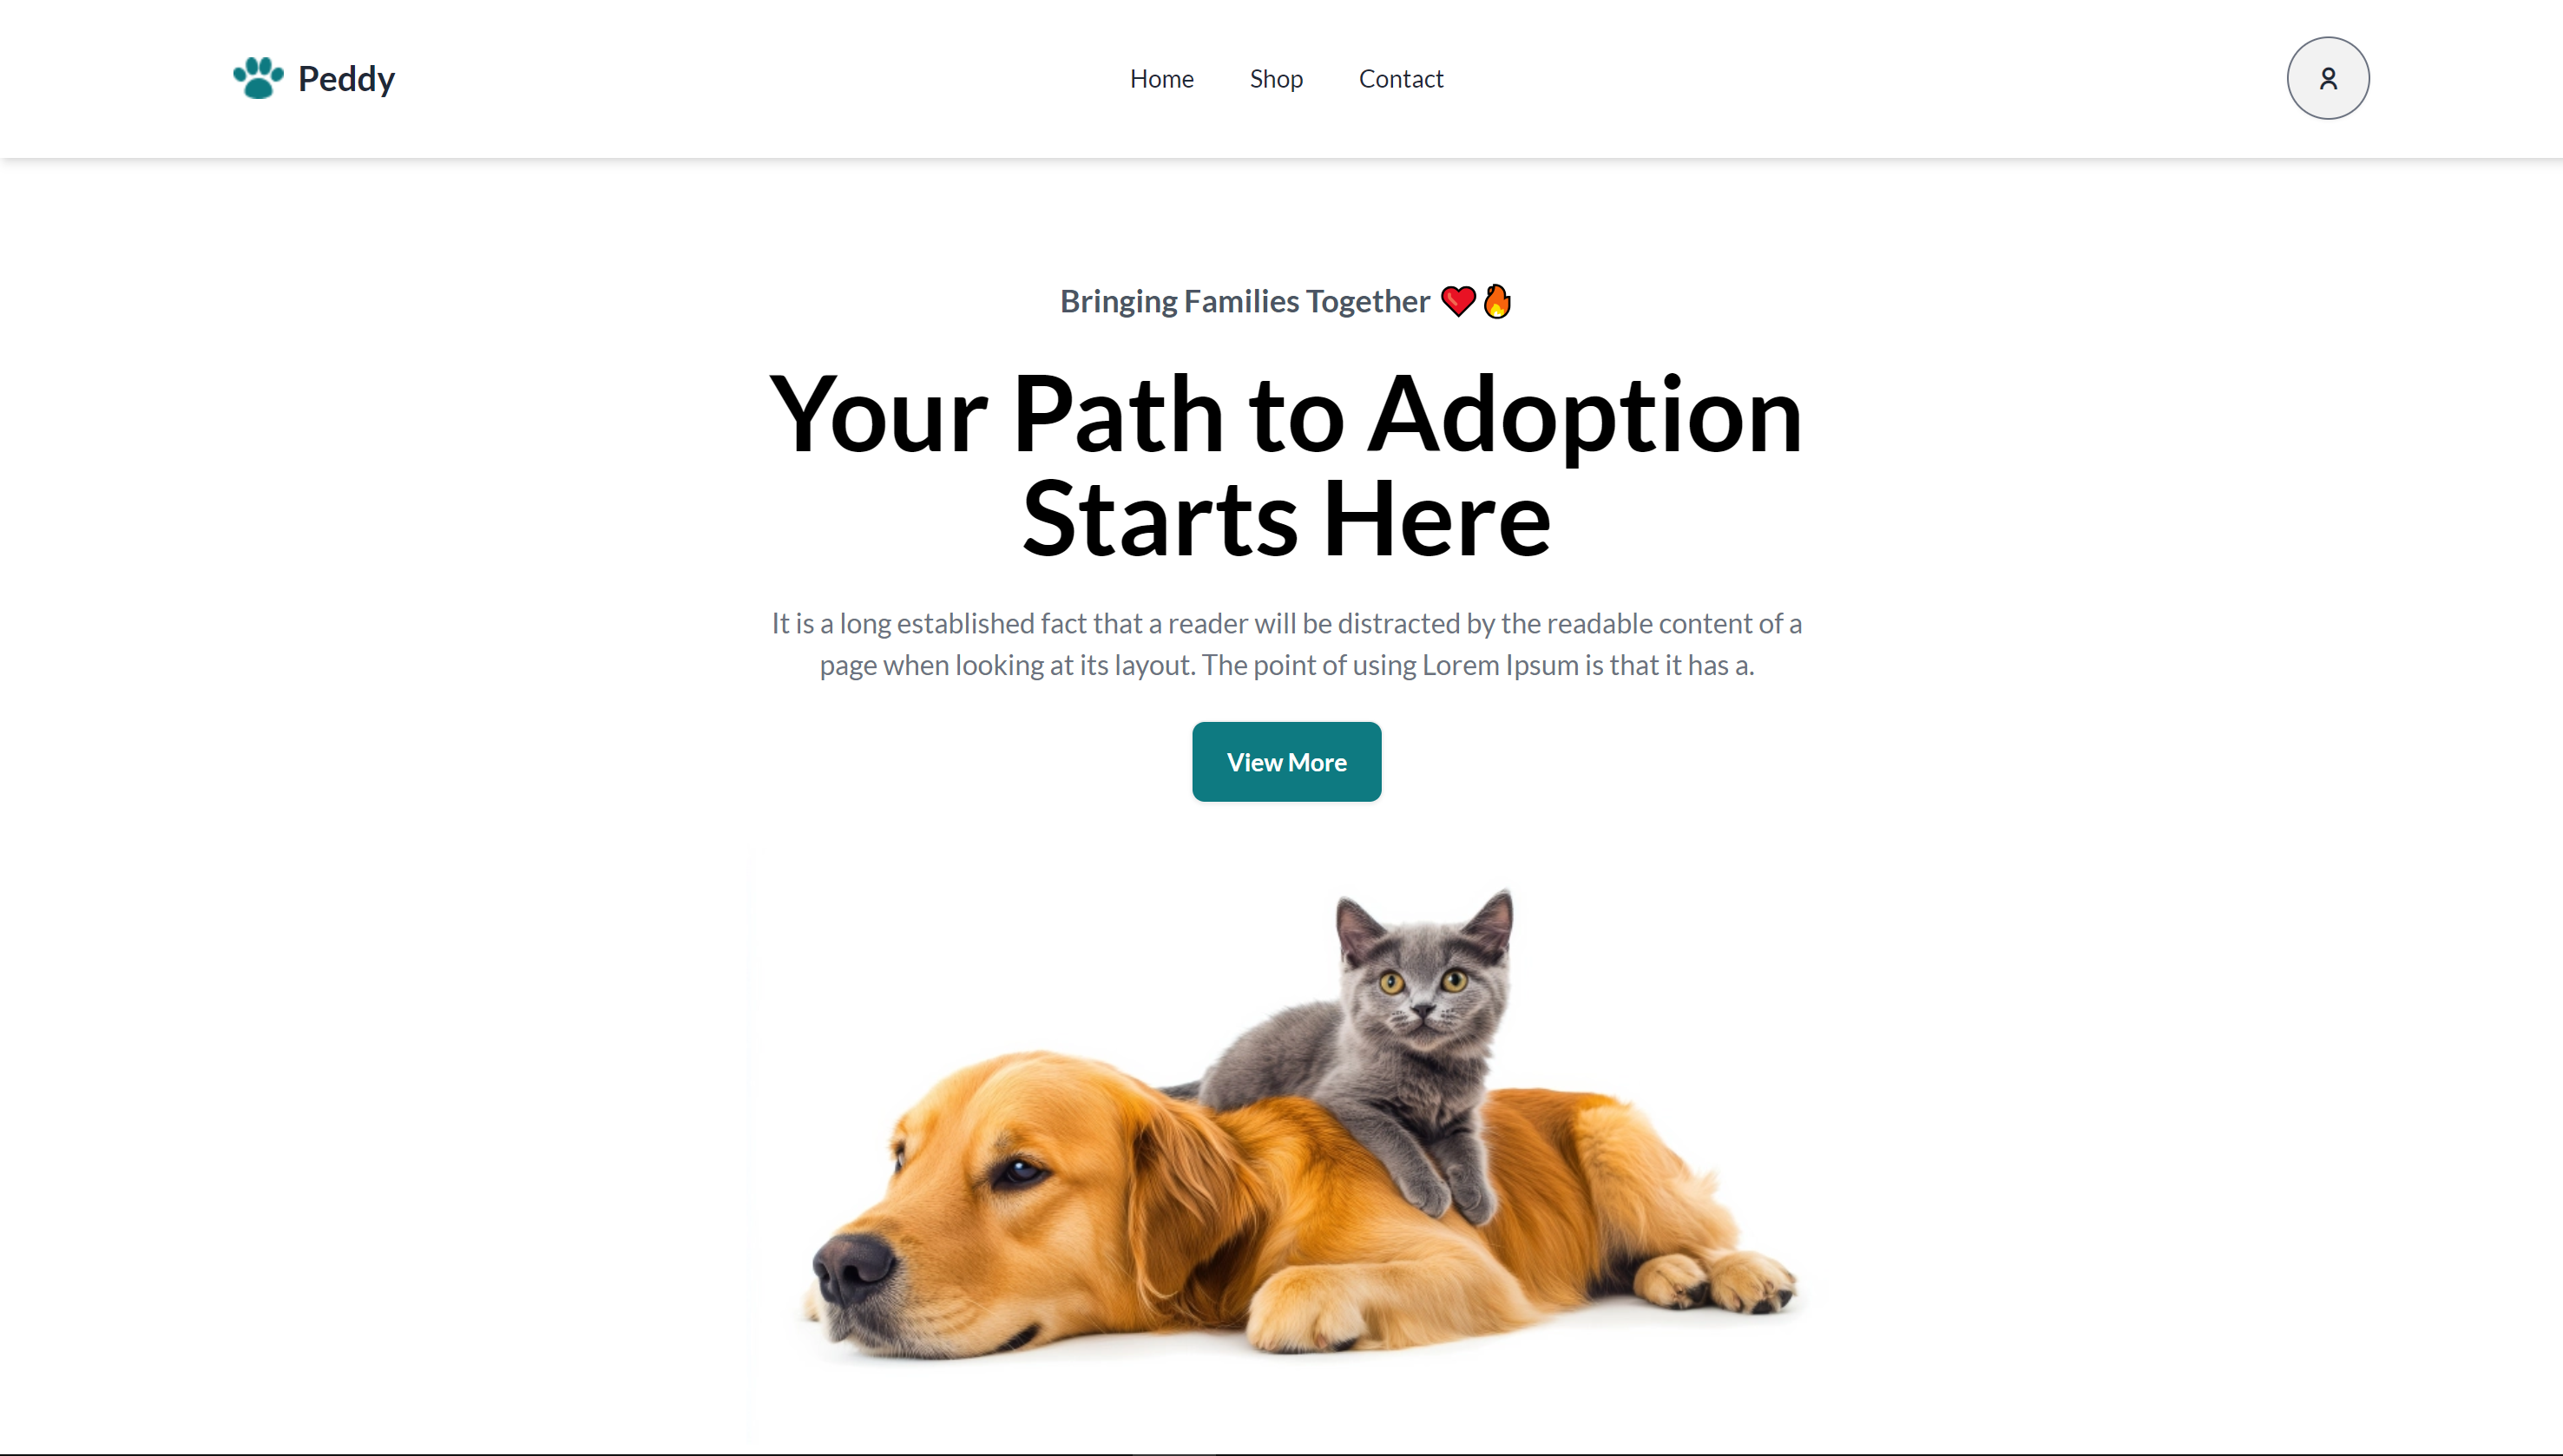 Peddy
Home
Shop
Contact
Bringing Families Together ❤️🔥
Your Path to Adoption
Starts Here
It is a long established fact that a reader will be distracted by the readable content of a
page when looking at its layout. The point of using Lorem Ipsum is that it has a.
View More